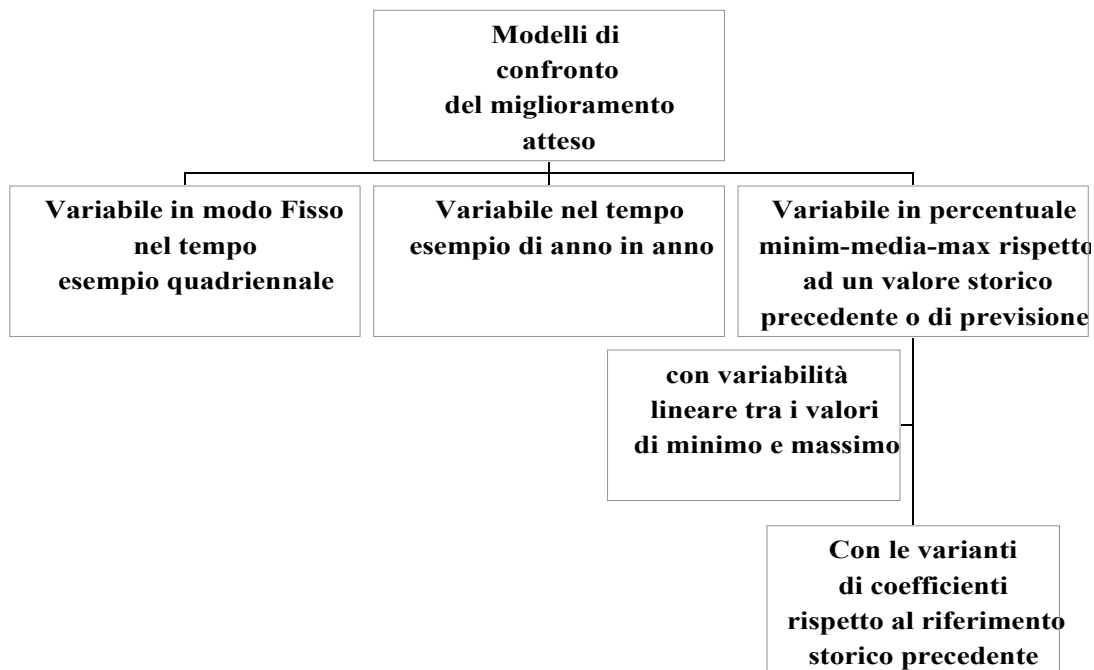 Modelli di
confronto
del miglioramento
atteso
Variabile in modo Fisso
nel tempo
esempio quadriennale
Variabile nel tempo
esempio di anno in anno
Variabile in percentuale
minim-media-max rispetto
ad un valore storico
precedente o di previsione
con variabilità
lineare tra i valori
di minimo e massimo
Con le varianti
di coefficienti
rispetto al riferimento
storico precedente